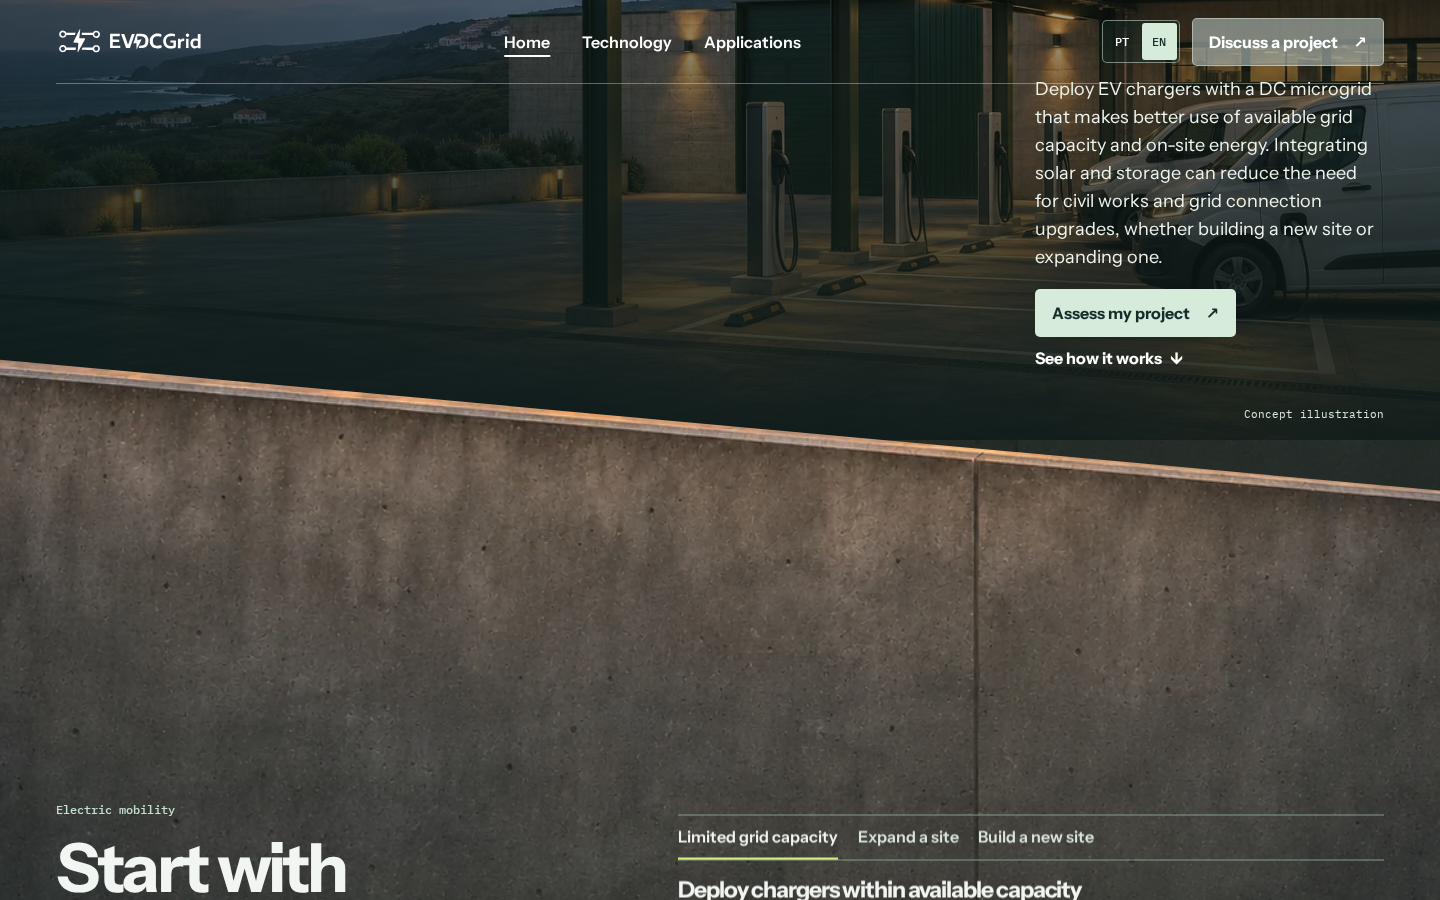 EVDCGrid
Home
Technology
Applications
PT
EN
Discuss a project ↗
Deploy EV chargers with a DC microgrid
that makes better use of available grid
capacity and on-site energy. Integrating
solar and storage can reduce the need
for civil works and grid connection
upgrades, whether building a new site or
expanding one.
Assess my project ↗
See how it works ↓
Concept illustration
Electric mobility
Start with
Limited grid capacity
Expand a site
Build a new site
Deploy chargers within available capacity